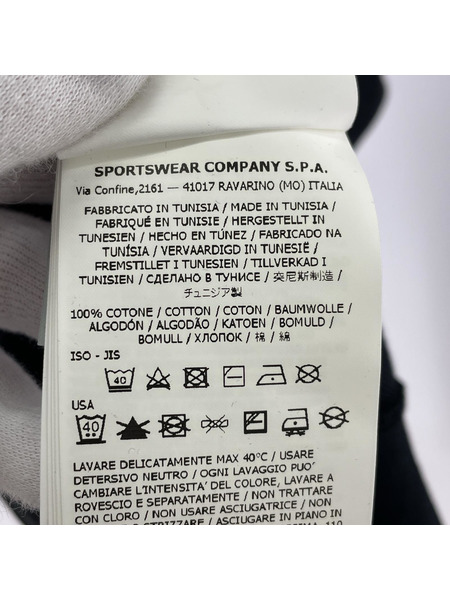 SPORTSWEAR COMPANY S.P.A.
Via Confine,2161 — 41017 RAVARINO (MO) ITALIA
FABBRICATO IN TUNISIA / MADE IN TUNISIA /
FABRIQUÉ EN TUNISIE / HERGESTELLT IN
TUNESIEN / HECHO EN TÚNEZ / FABRICADO NA
TUNÍSIA / VERVAARDIGD IN TUNESIË /
FREMSTILLET I TUNESIEN / TILLVERKAD I
TUNISIEN / СДЕЛАНО В ТУНИСЕ / 突尼斯制造 /
チュニジア製
100% COTONE / COTTON / COTON / BAUMWOLLE /
ALGODÓN / ALGODÃO / KATOEN / BOMULD /
BOMULL / ХЛОПОК / 棉 / 綿
ISO - JIS
40
USA
40
LAVARE DELICATAMENTE MAX 40°C / USARE
DETERSIVO NEUTRO / OGNI LAVAGGIO PUO'
CAMBIARE L'INTENSITA' DEL COLORE, LAVARE A
ROVESCIO E SEPARATAMENTE / NON TRATTARE
CON CLORO / NON USARE ASCIUGATRICE /
STRIZZARE / ASCIUGARE IN PIANO IN
110